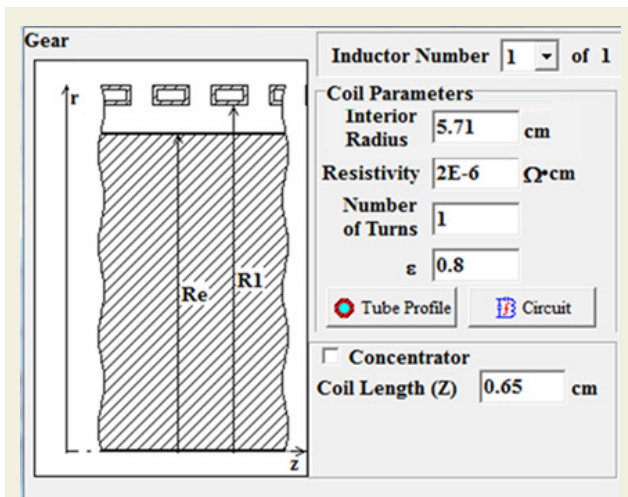 Gear
r
Re
R1
z
Inductor Number 1 of 1
Coil Parameters
Interior
Radius 5.71 cm
Resistivity 2E-6 Ω•cm
Number
of Turns 1
ε 0.8
Tube Profile Circuit
Concentrator
Coil Length (Z) 0.65 cm